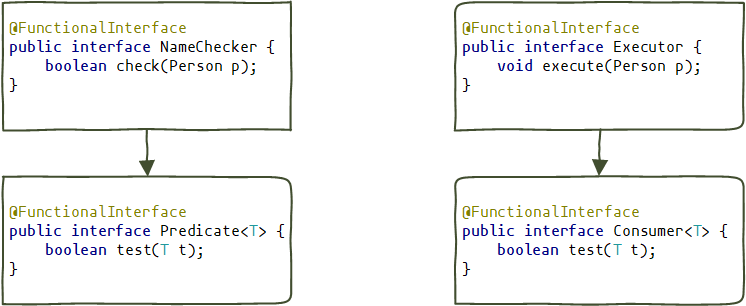 @FunctionalInterface
public interface NameChecker {
    boolean check(Person p);
}
@FunctionalInterface
public interface Executor {
    void execute(Person p);
}
@FunctionalInterface
public interface Predicate<T> {
    boolean test(T t);
}
@FunctionalInterface
public interface Consumer<T> {
    boolean test(T t);
}